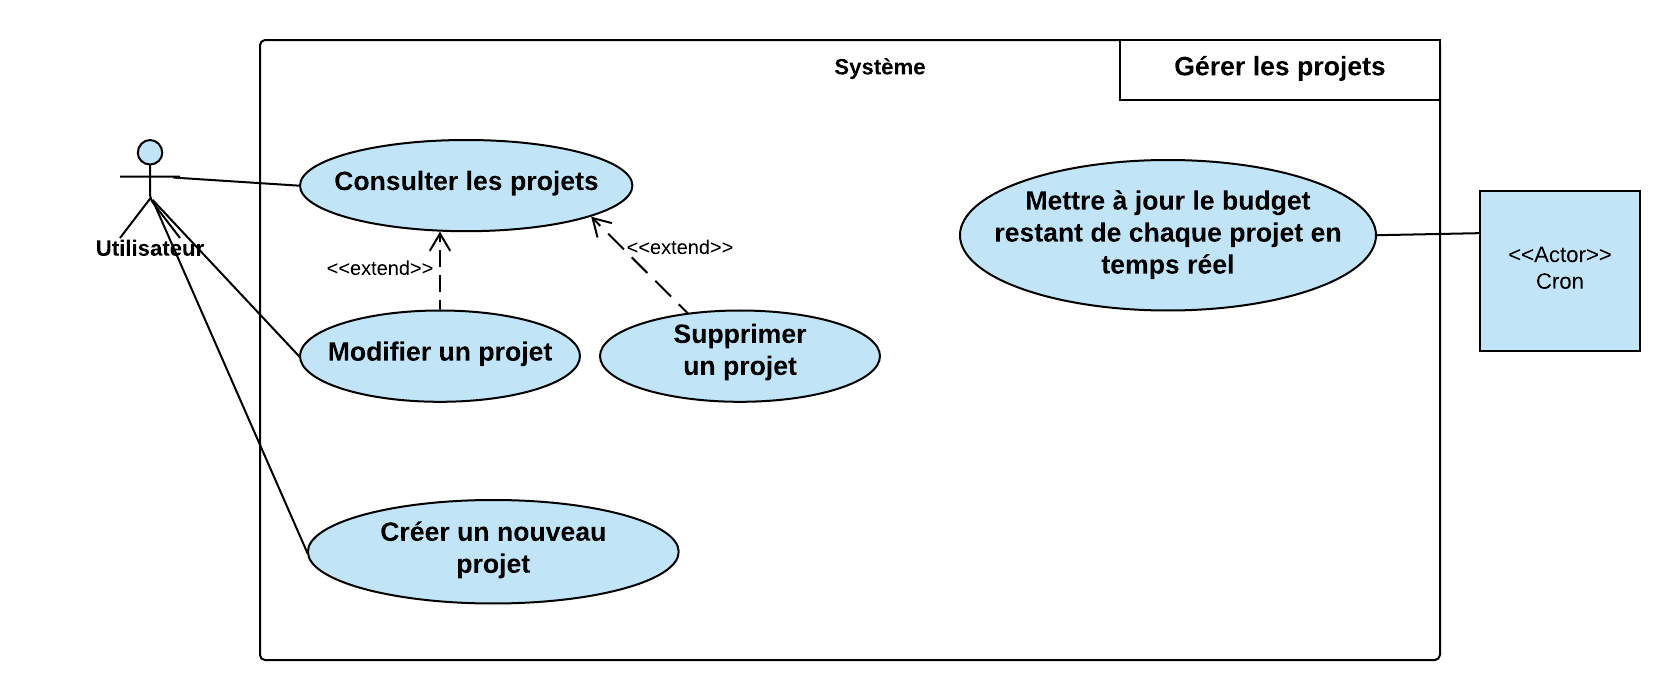 Système
Gérer les projets
Utilisateur
Consulter les projets
<<extend>>
<<extend>>
Modifier un projet
Supprimer
un projet
Créer un nouveau
projet
Mettre à jour le budget
restant de chaque projet en
temps réel
<<Actor>>
Cron